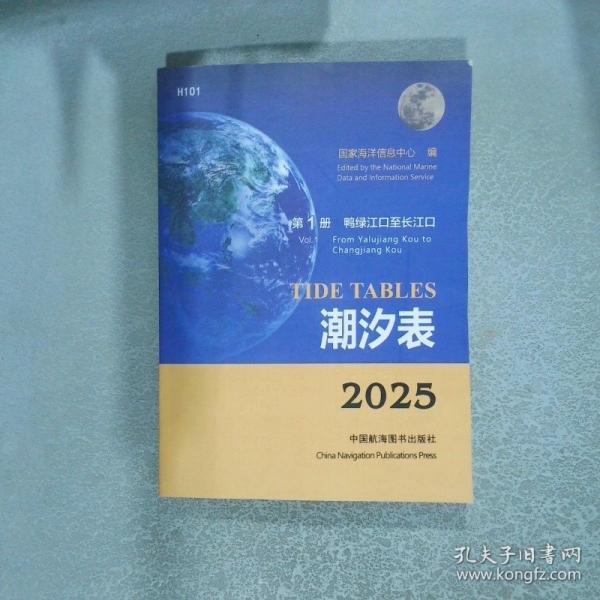 H101
国家海洋信息中心 编
Edited by the National Marine
Data and Information Service
第1册 鸭绿江口至长江口
Vol.1 From Yalujiang Kou to
Changjiang Kou
TIDE TABLES
潮汐表
2025
中国航海图书出版社
China Navigation Publications Press
孔夫子旧书网
www.kongfz.com